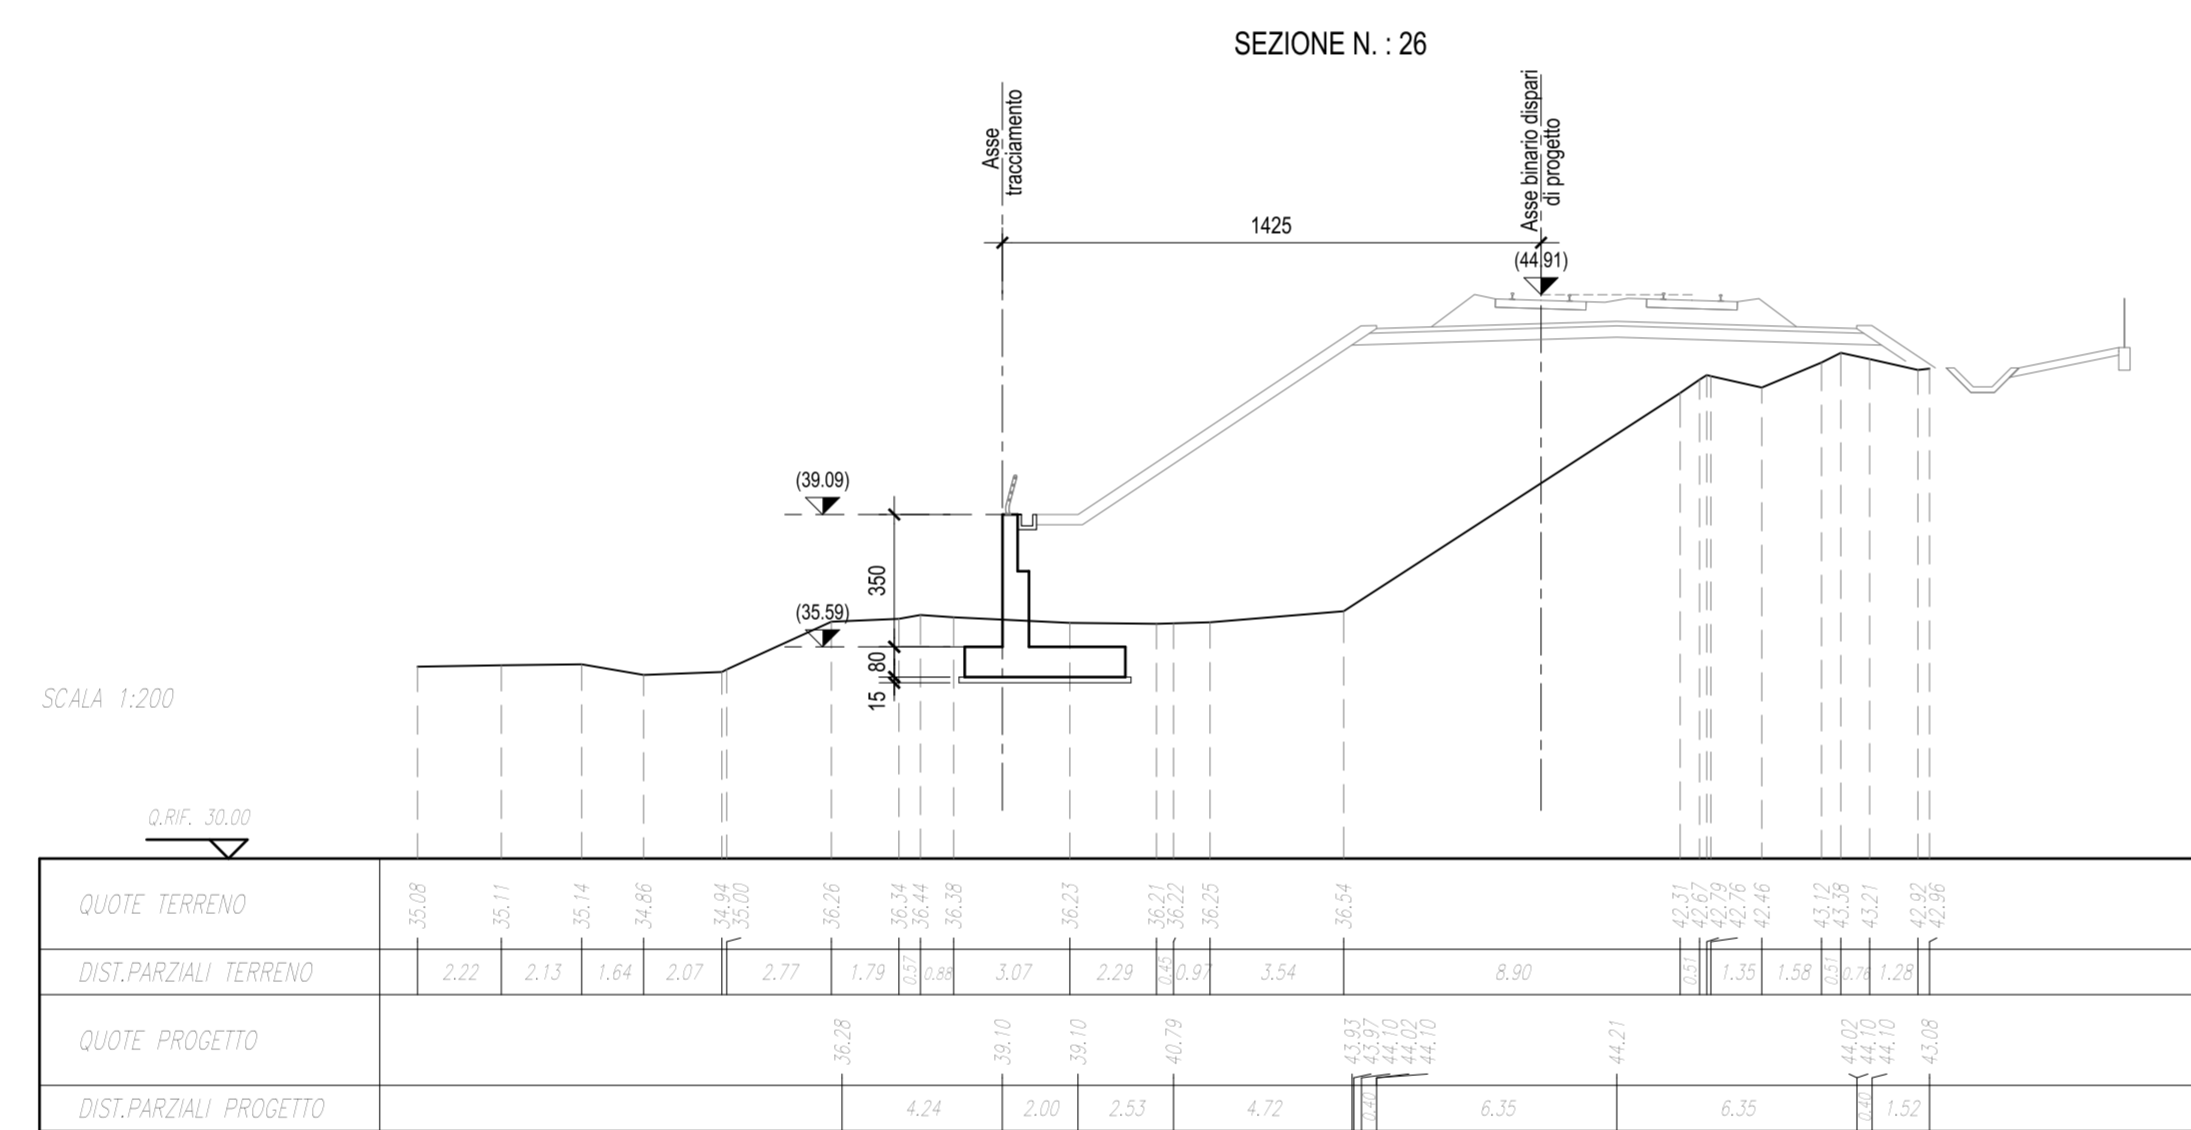 SEZIONE N. : 26
Asse
tracciamento
Asse binario dispari
di progetto
1425
(44.91)
(39.09)
350
(35.59)
80
15
SCALA 1:200
Q.RIF. 30.00
QUOTE TERRENO 35.08 35.11 35.14 34.86 34.94 35.00 36.26 36.34 36.44 36.38 36.23 36.21 36.22 36.25 36.54 42.31 42.67 42.79 42.76 42.46 43.12 43.38 43.21 42.92 42.96
DIST.PARZIALI TERRENO 2.22 2.13 1.64 2.07 2.77 1.79 0.57 0.88 3.07 2.29 0.45 0.97 3.54 8.90 0.51 1.35 1.58 0.51 0.76 1.28
QUOTE PROGETTO 36.28 39.10 39.10 40.79 43.93 43.97 44.10 44.02 44.10 44.21 44.02 44.10 44.10 43.08
DIST.PARZIALI PROGETTO 4.24 2.00 2.53 4.72 0.40 6.35 6.35 0.40 1.52